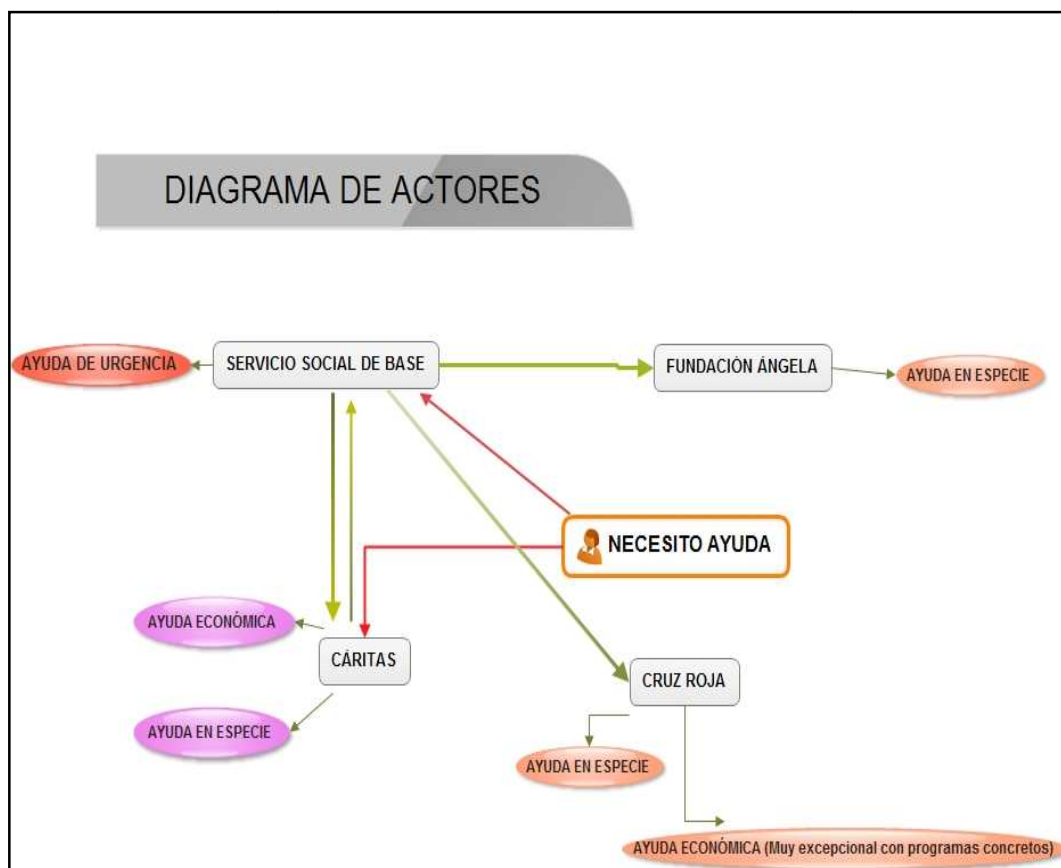 DIAGRAMA DE ACTORES
AYUDA DE URGENCIA
SERVICIO SOCIAL DE BASE
FUNDACIÓN ÁNGELA
AYUDA EN ESPECIE
NECESITO AYUDA
AYUDA ECONÓMICA
CÁRITAS
CRUZ ROJA
AYUDA EN ESPECIE
AYUDA EN ESPECIE
AYUDA ECONÓMICA (Muy excepcional con programas concretos)